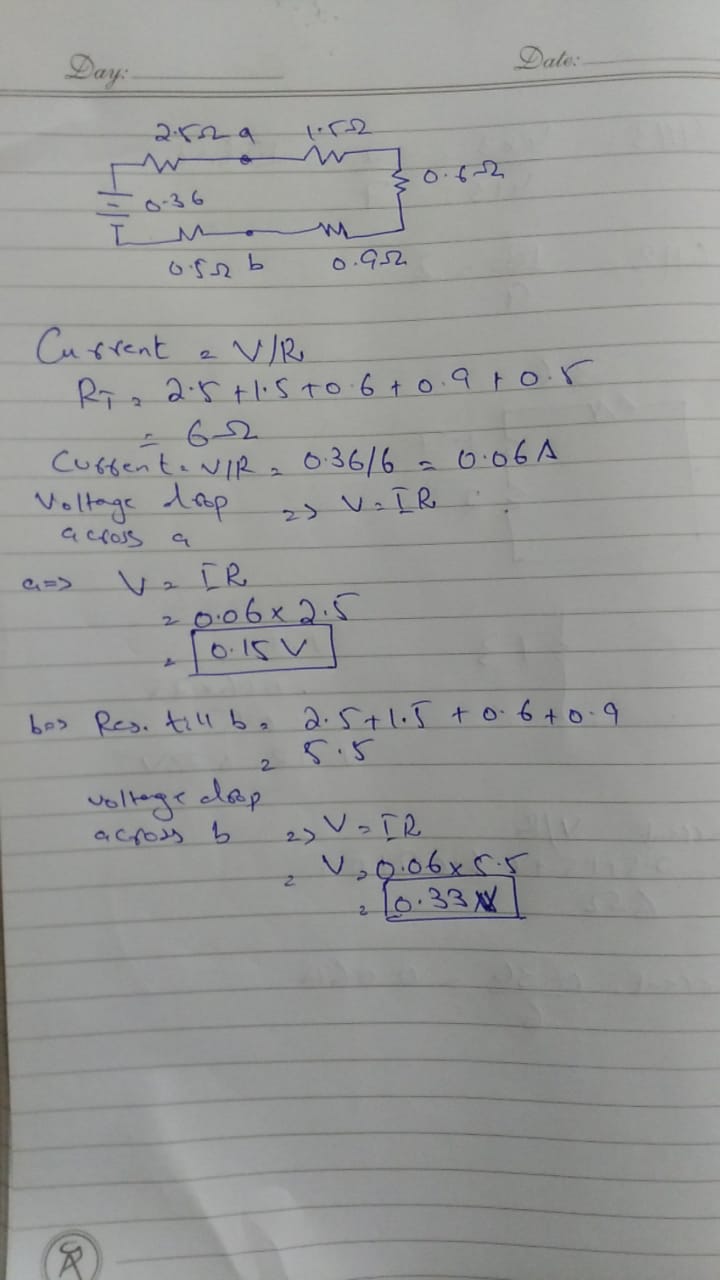 Day:
Date:
2.5Ω a 1.5Ω
0.6Ω
0.36
0.5Ω b 0.9Ω
Current = V/R
RT = 2.5+1.5+0.6+0.9+0.5
= 6Ω
Current = V/R = 0.36/6 = 0.06A
Voltage drop => V=IR
across a
a=> V = IR
= 0.06×2.5
= 0.15 V
b=> Res. till b = 2.5+1.5+0.6+0.9
= 5.5
voltage drop
across b => V=IR
= V=0.06×5.5
= 0.33 V